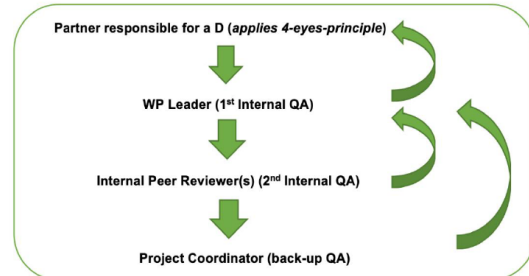 Partner responsible for a D (applies 4-eyes-principle)
WP Leader (1st Internal QA)
Internal Peer Reviewer(s) (2nd Internal QA)
Project Coordinator (back-up QA)